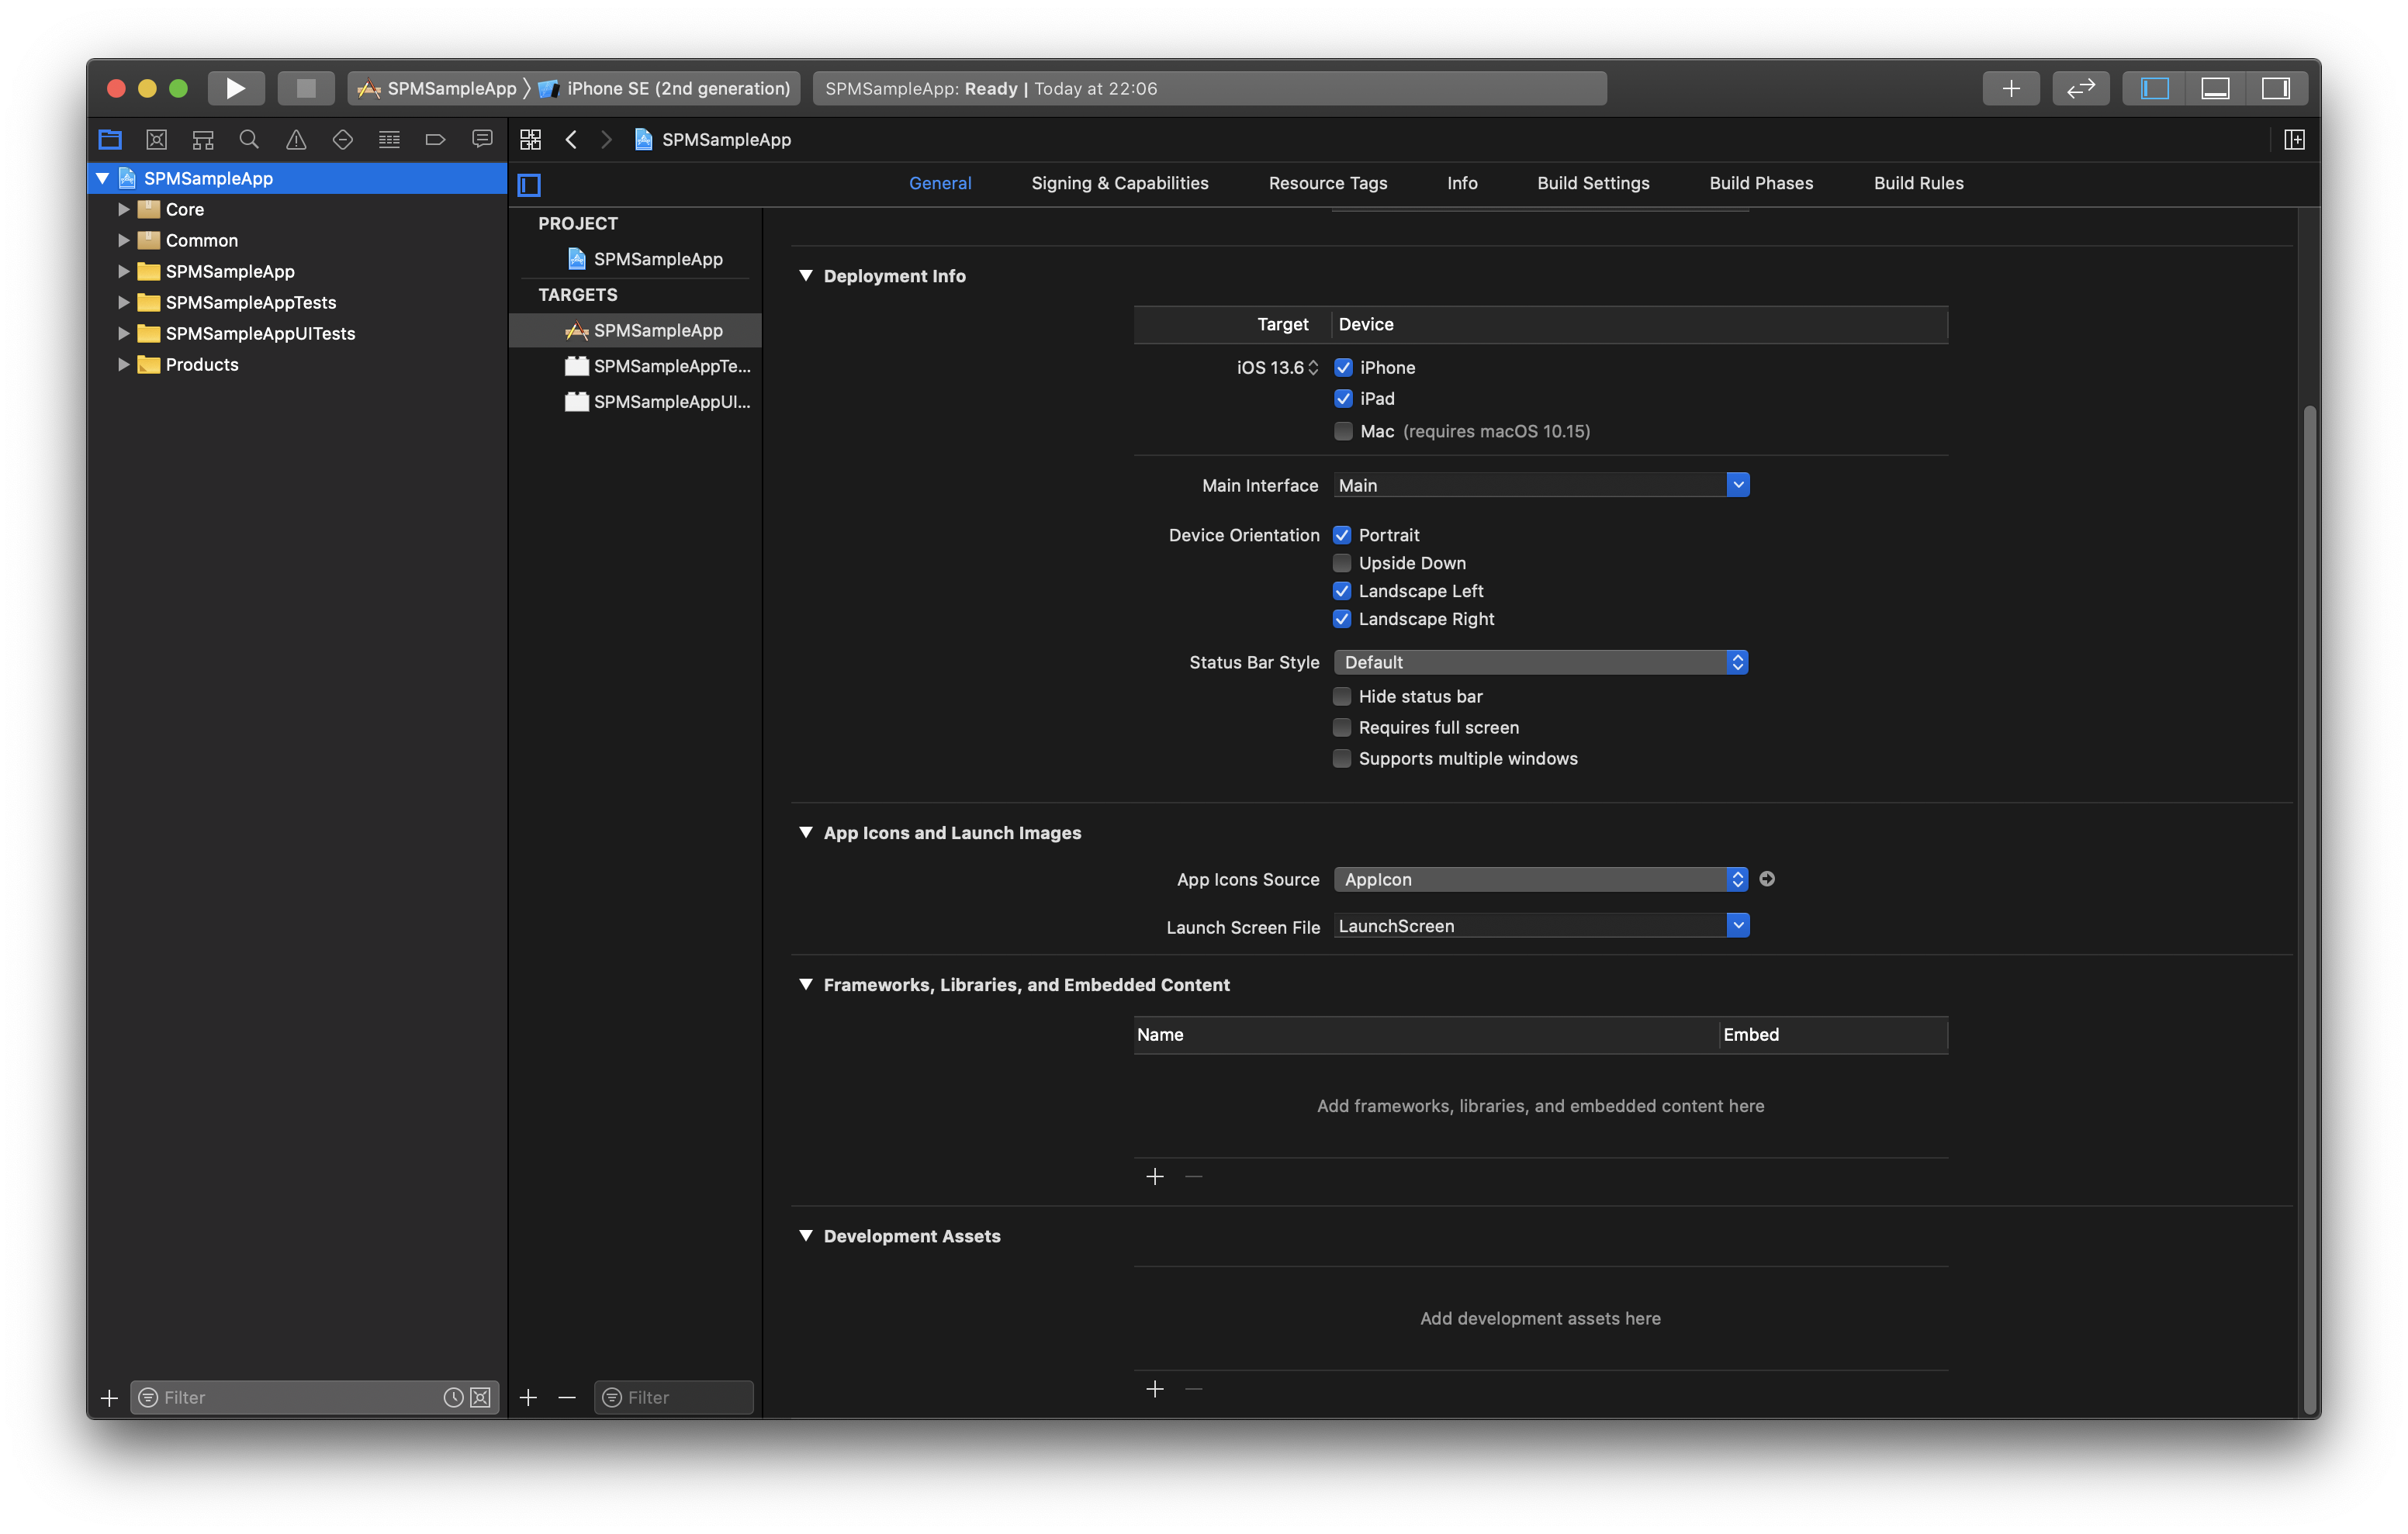 SPMSampleApp iPhone SE (2nd generation)
SPMSampleApp: Ready | Today at 22:06
SPMSampleApp
SPMSampleApp
Core
Common
SPMSampleApp
SPMSampleAppTests
SPMSampleAppUITests
Products
Filter
General Signing & Capabilities Resource Tags Info Build Settings Build Phases Build Rules
PROJECT
SPMSampleApp
TARGETS
SPMSampleApp
SPMSampleAppTe...
SPMSampleAppUI...
Filter
Deployment Info
Target Device
iOS 13.6 iPhone
iPad
Mac (requires macOS 10.15)
Main Interface Main
Device Orientation Portrait
Upside Down
Landscape Left
Landscape Right
Status Bar Style Default
Hide status bar
Requires full screen
Supports multiple windows
App Icons and Launch Images
App Icons Source AppIcon
Launch Screen File LaunchScreen
Frameworks, Libraries, and Embedded Content
Name Embed
Add frameworks, libraries, and embedded content here
Development Assets
Add development assets here